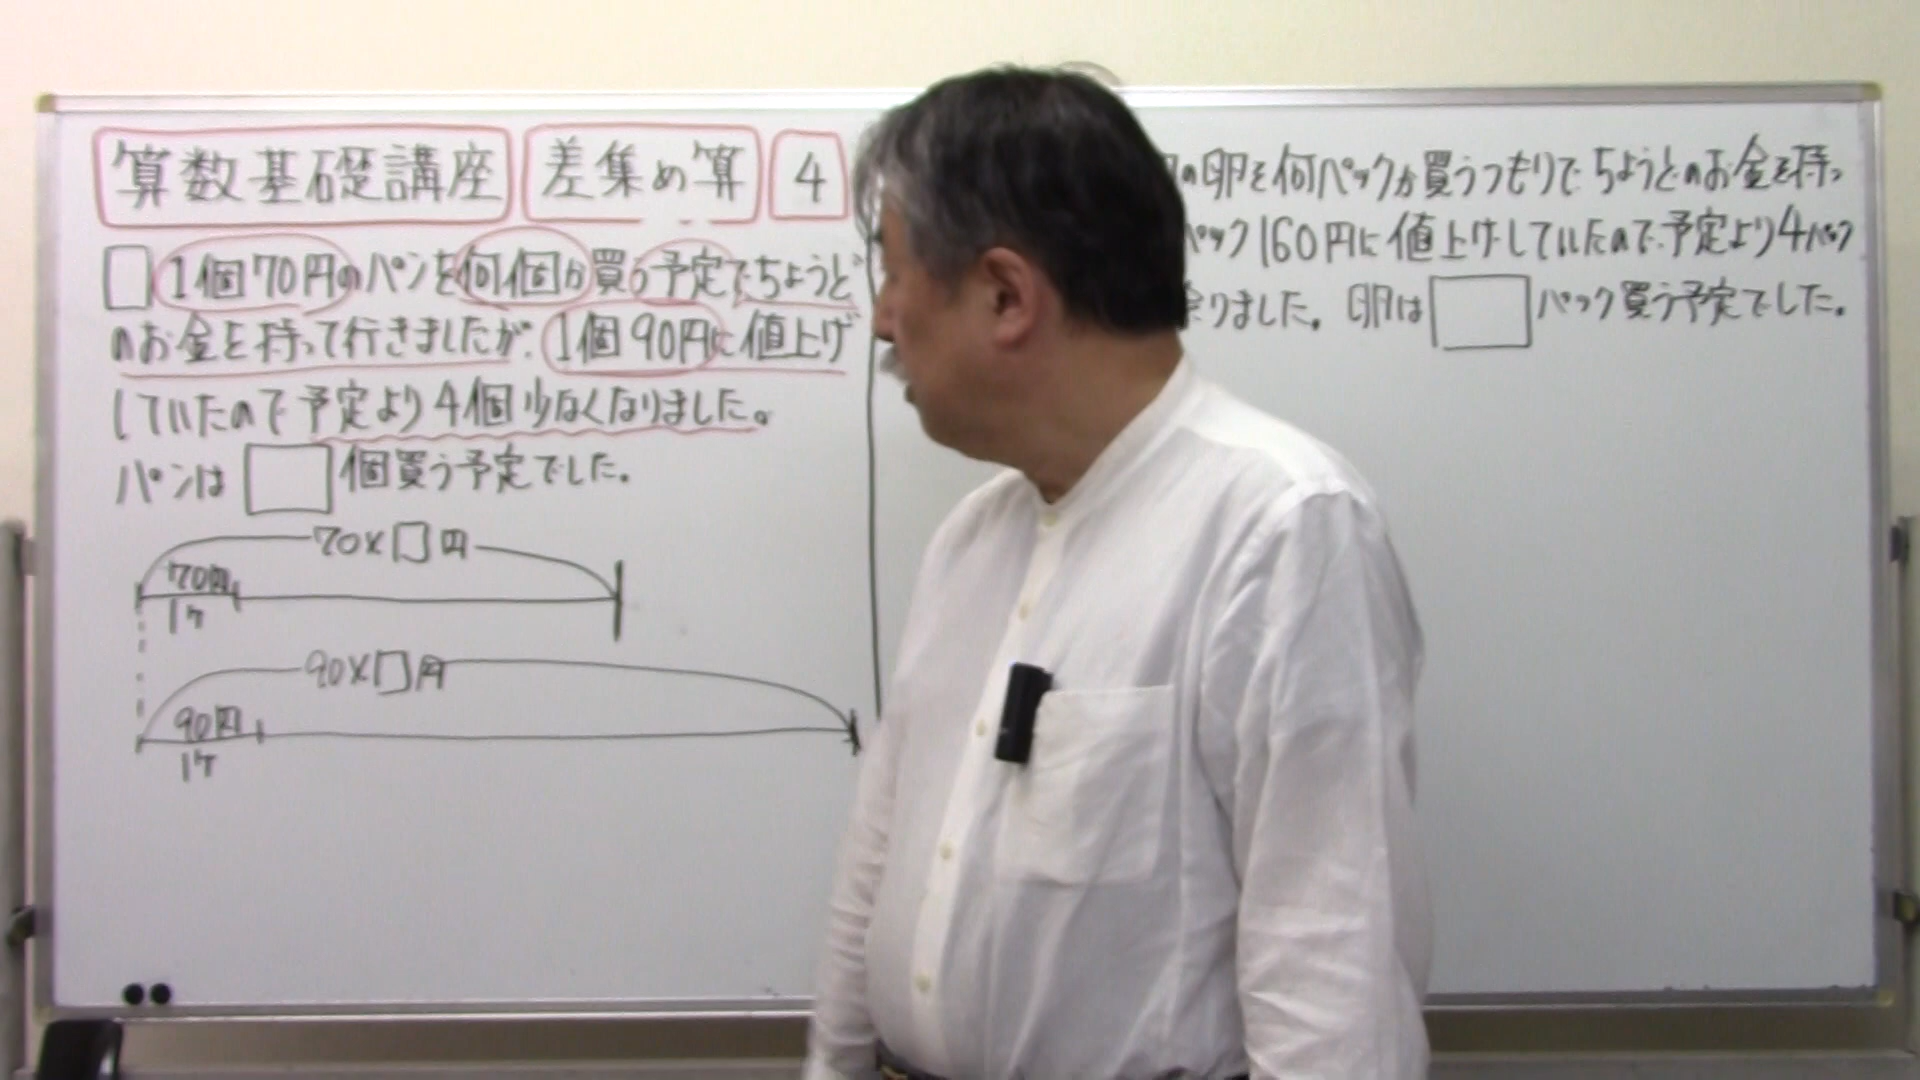 算数基礎講座 差集め算 4
1個70円のパンを何個か買う予定でちょうど
のお金を持って行きましたが、1個90円に値上げ
していたので予定より4個少なくなりました。
パンは□個買う予定でした。
70×□円
70円
1ケ
90×□円
90円
1ケ
の卵を何パックか買うつもりでちょうどのお金を持っ
パック160円に値上げしていたので、予定より4パック
りました。卵は□パック買う予定でした。